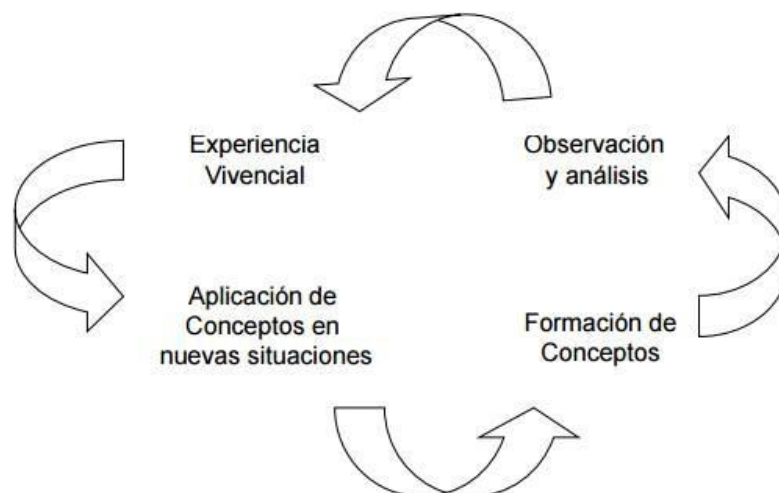 Experiencia
Vivencial
Observación
y análisis
Aplicación de
Conceptos en
nuevas situaciones
Formación de
Conceptos